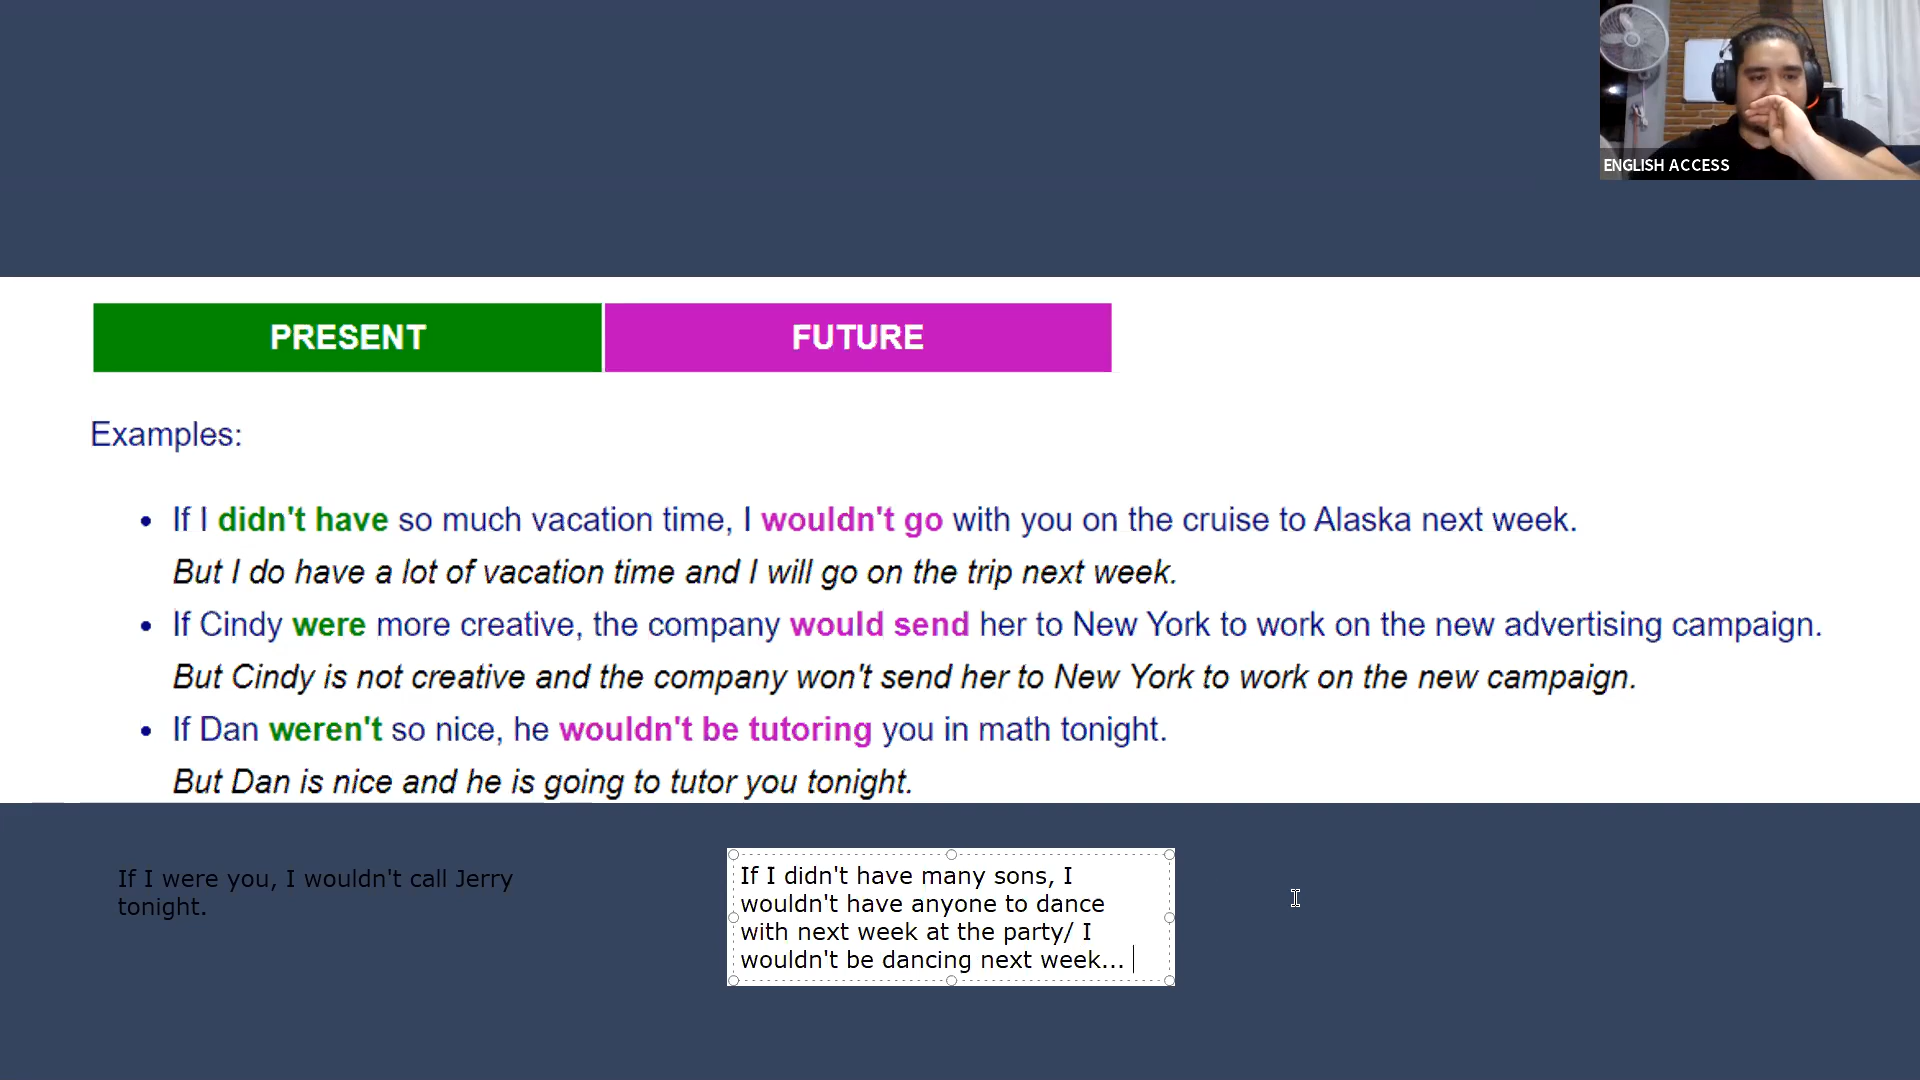 ENGLISH ACCESS
PRESENT
FUTURE
Examples:
If I didn't have so much vacation time, I wouldn't go with you on the cruise to Alaska next week.
But I do have a lot of vacation time and I will go on the trip next week.
If Cindy were more creative, the company would send her to New York to work on the new advertising campaign.
But Cindy is not creative and the company won't send her to New York to work on the new campaign.
If Dan weren't so nice, he wouldn't be tutoring you in math tonight.
But Dan is nice and he is going to tutor you tonight.
If I were you, I wouldn't call Jerry
tonight.
If I didn't have many sons, I
wouldn't have anyone to dance
with next week at the party/ I
wouldn't be dancing next week...